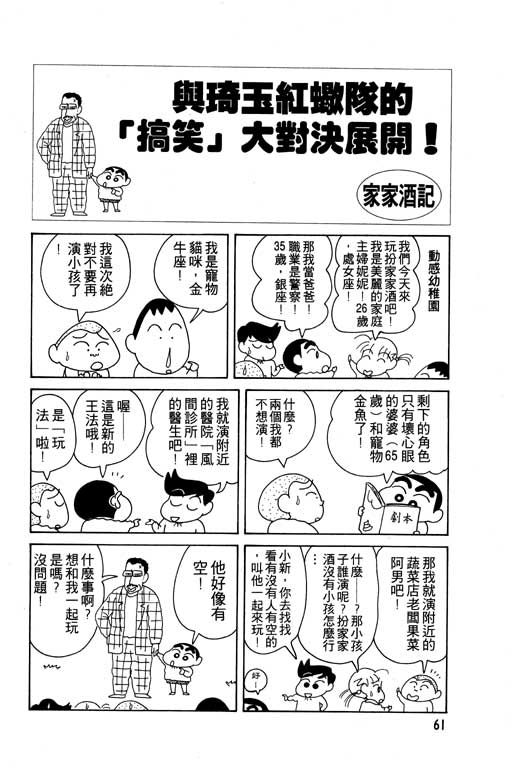 與琦玉紅蠍隊的
「搞笑」大對決展開！
家家酒記
動感幼稚園
我們今天來
玩扮家家酒吧！
我是美麗的家庭
主婦妮妮！26歲
，處女座！
那我當爸爸！
職業是警察！
35歲，銀座！
我是寵物
貓咪，金
牛座！
我這次絕
對不要再
演小孩了
！
剩下的角色
只有壞心眼
的婆婆（65
歲）和寵物
金魚了！
劇本
什麼？
兩個我都
不想演！
我就演附近
的醫院「風
間診所」裡
的醫生吧！
喔——
這是新的
王法哦！
是「玩
法」啦！
那我就演附近的
蔬菜店老闆果菜
阿男吧！
什麼——？那小孩
子誰演呢？扮家家
酒沒有小孩怎麼行
…
小新，你去找找
看有沒有人有空的
，叫他一起來玩！
好—
他好像有
空！
什麼事啊？
想和我一起玩
是嗎？
沒問題！
61